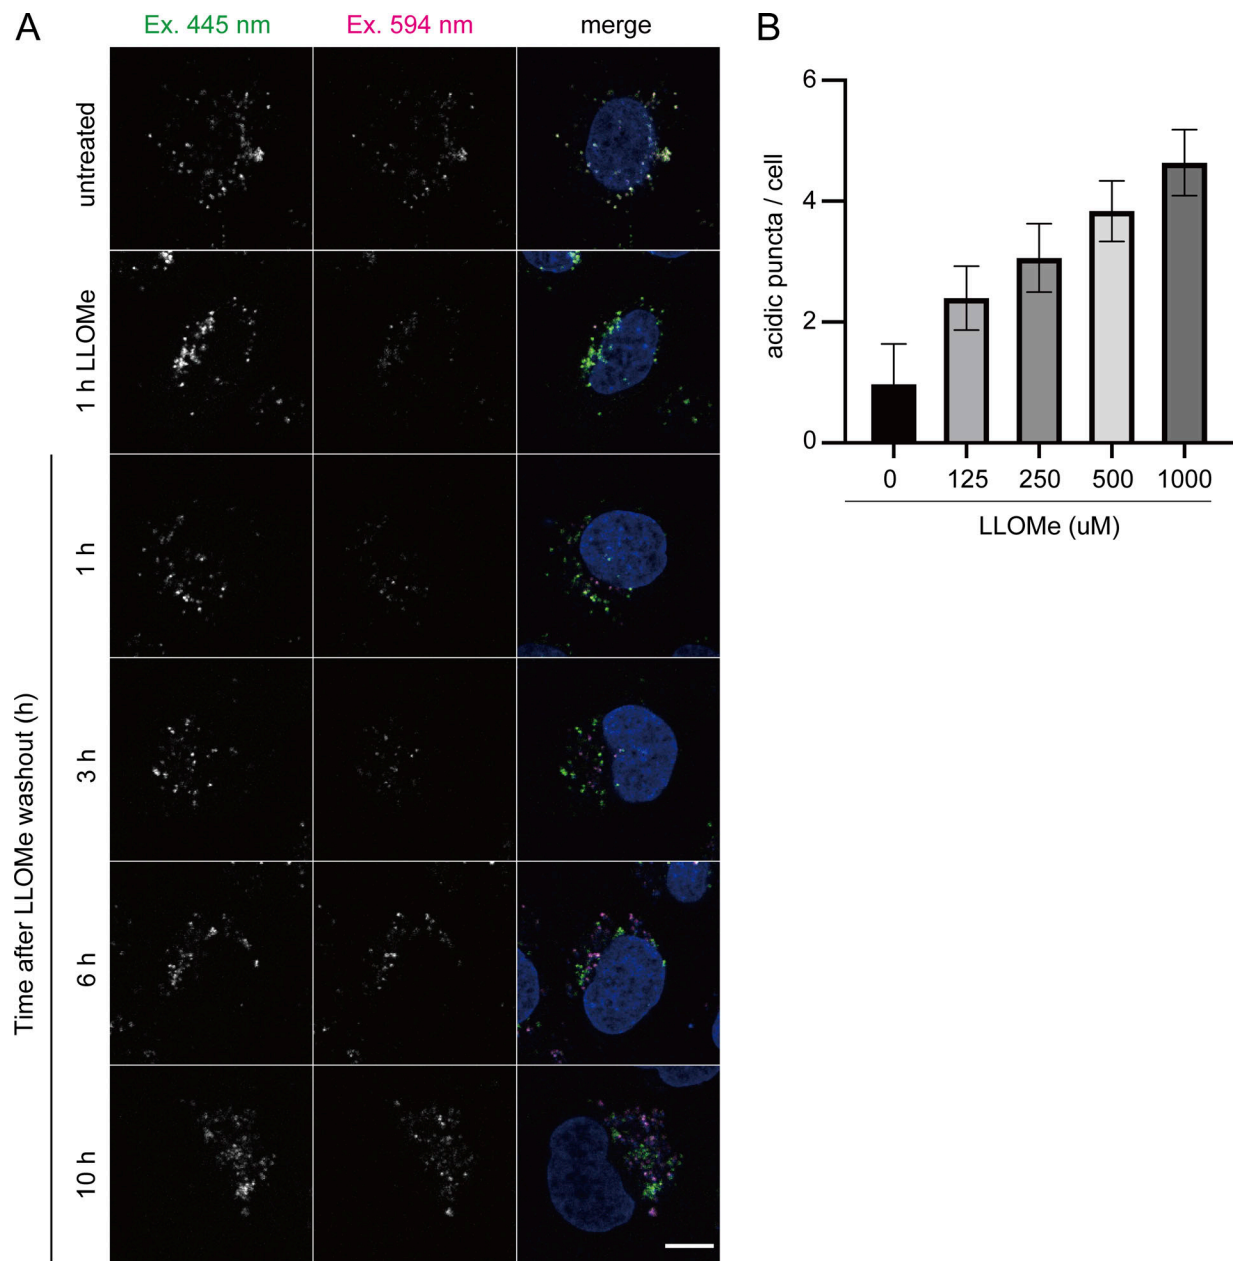 A
Ex. 445 nm
Ex. 594 nm
merge
untreated
1 h LLOMe
Time after LLOMe washout (h)
1 h
3 h
6 h
10 h
B
acidic puncta / cell
6
4
2
0
0
125
250
500
1000
LLOMe (uM)